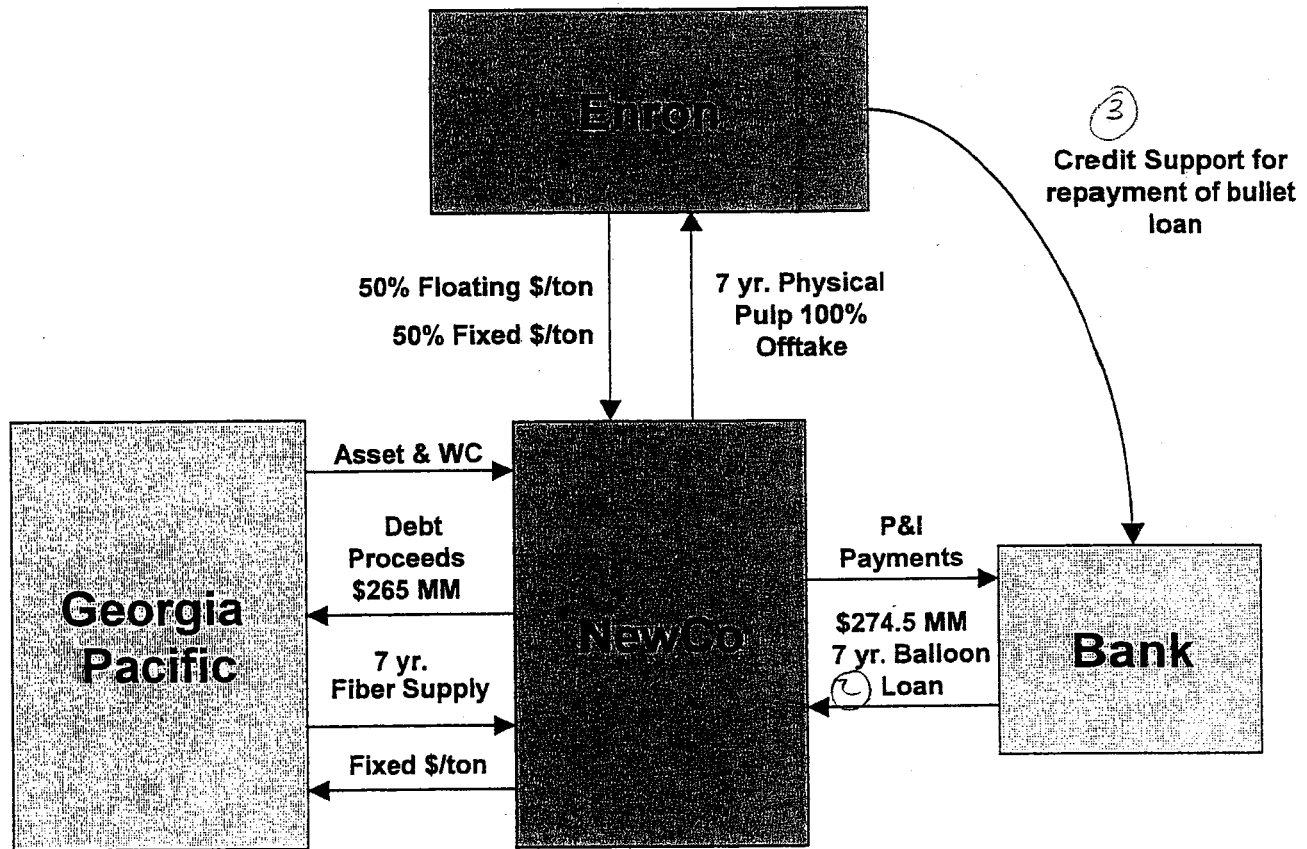 Enron
3
Credit Support for
repayment of bullet
loan
50% Floating $/ton
50% Fixed $/ton
7 yr. Physical
Pulp 100%
Offtake
Asset & WC
Debt
Proceeds
$265 MM
Georgia
Pacific
7 yr.
Fiber Supply
Fixed $/ton
NewCo
P&I
Payments
$274.5 MM
7 yr. Balloon
2 Loan
Bank